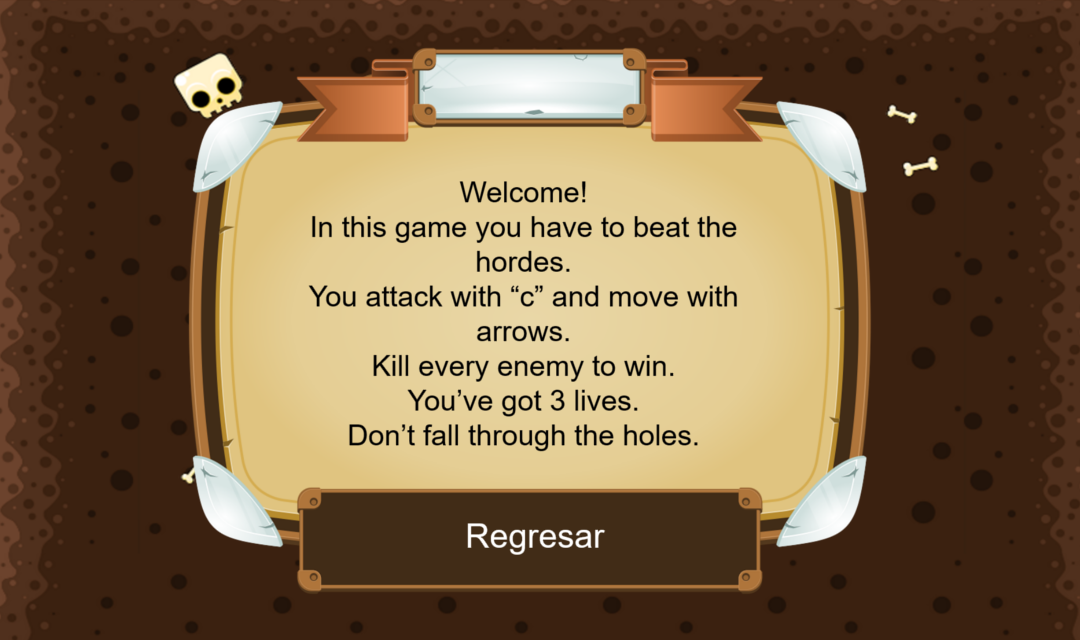 Welcome!
In this game you have to beat the
hordes.
You attack with “c” and move with
arrows.
Kill every enemy to win.
You’ve got 3 lives.
Don’t fall through the holes.
Regresar